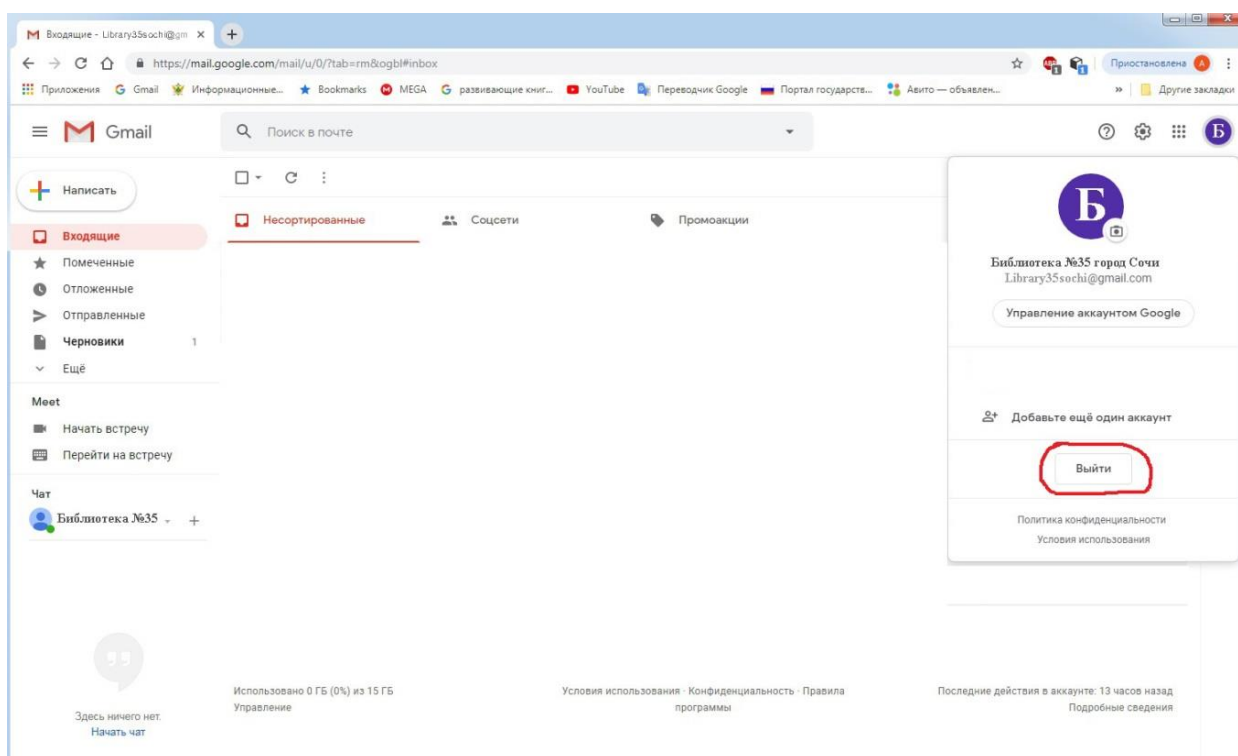 Входящие - Library35sochi@gm
https://mail.google.com/mail/u/0/?tab=rm&ogbl#inbox
Приостановлена
Приложения Gmail Информационные... Bookmarks MEGA развивающие книг... YouTube Переводчик Google Портал государств... Авито — объявлен... » Другие закладки
Gmail
Поиск в почте
Б
Написать
Несортированные Соцсети Промоакции
Входящие
Помеченные
Отложенные
Отправленные
Черновики 1
Ещё
Meet
Начать встречу
Перейти на встречу
Чат
Библиотека №35
Здесь ничего нет.
Начать чат
Б
Библиотека №35 город Сочи
Library35sochi@gmail.com
Управление аккаунтом Google
Добавьте ещё один аккаунт
Выйти
Политика конфиденциальности
Условия использования
Использовано 0 ГБ (0%) из 15 ГБ
Управление
Условия использования · Конфиденциальность · Правила
программы
Последние действия в аккаунте: 13 часов назад
Подробные сведения